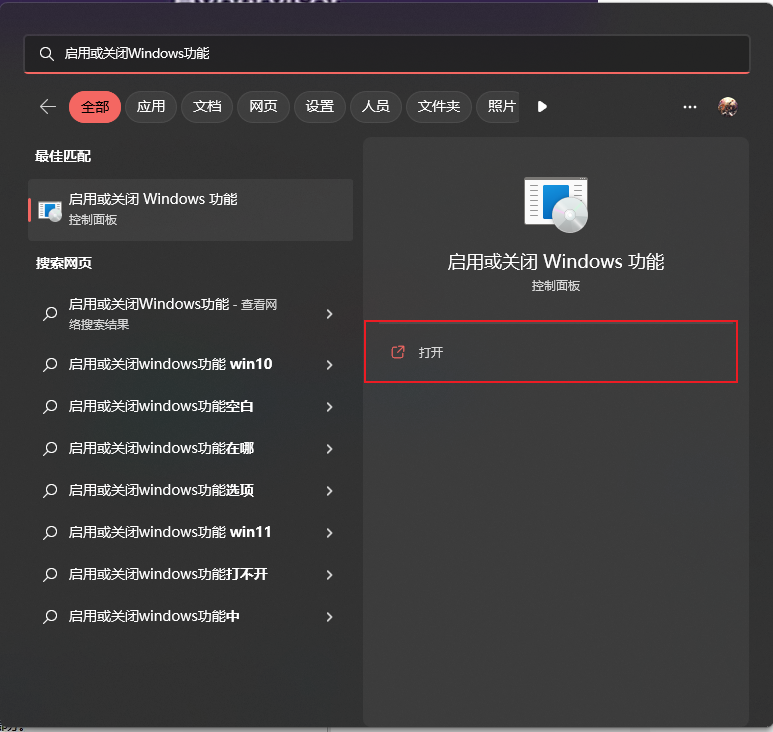 启用或关闭Windows功能
全部 应用 文档 网页 设置 人员 文件夹 照片
最佳匹配
启用或关闭 Windows 功能
控制面板
搜索网页
启用或关闭Windows功能 - 查看网
络搜索结果
启用或关闭windows功能 win10
启用或关闭windows功能空白
启用或关闭windows功能在哪
启用或关闭windows功能选项
启用或关闭windows功能 win11
启用或关闭windows功能打不开
启用或关闭windows功能中
启用或关闭 Windows 功能
控制面板
打开